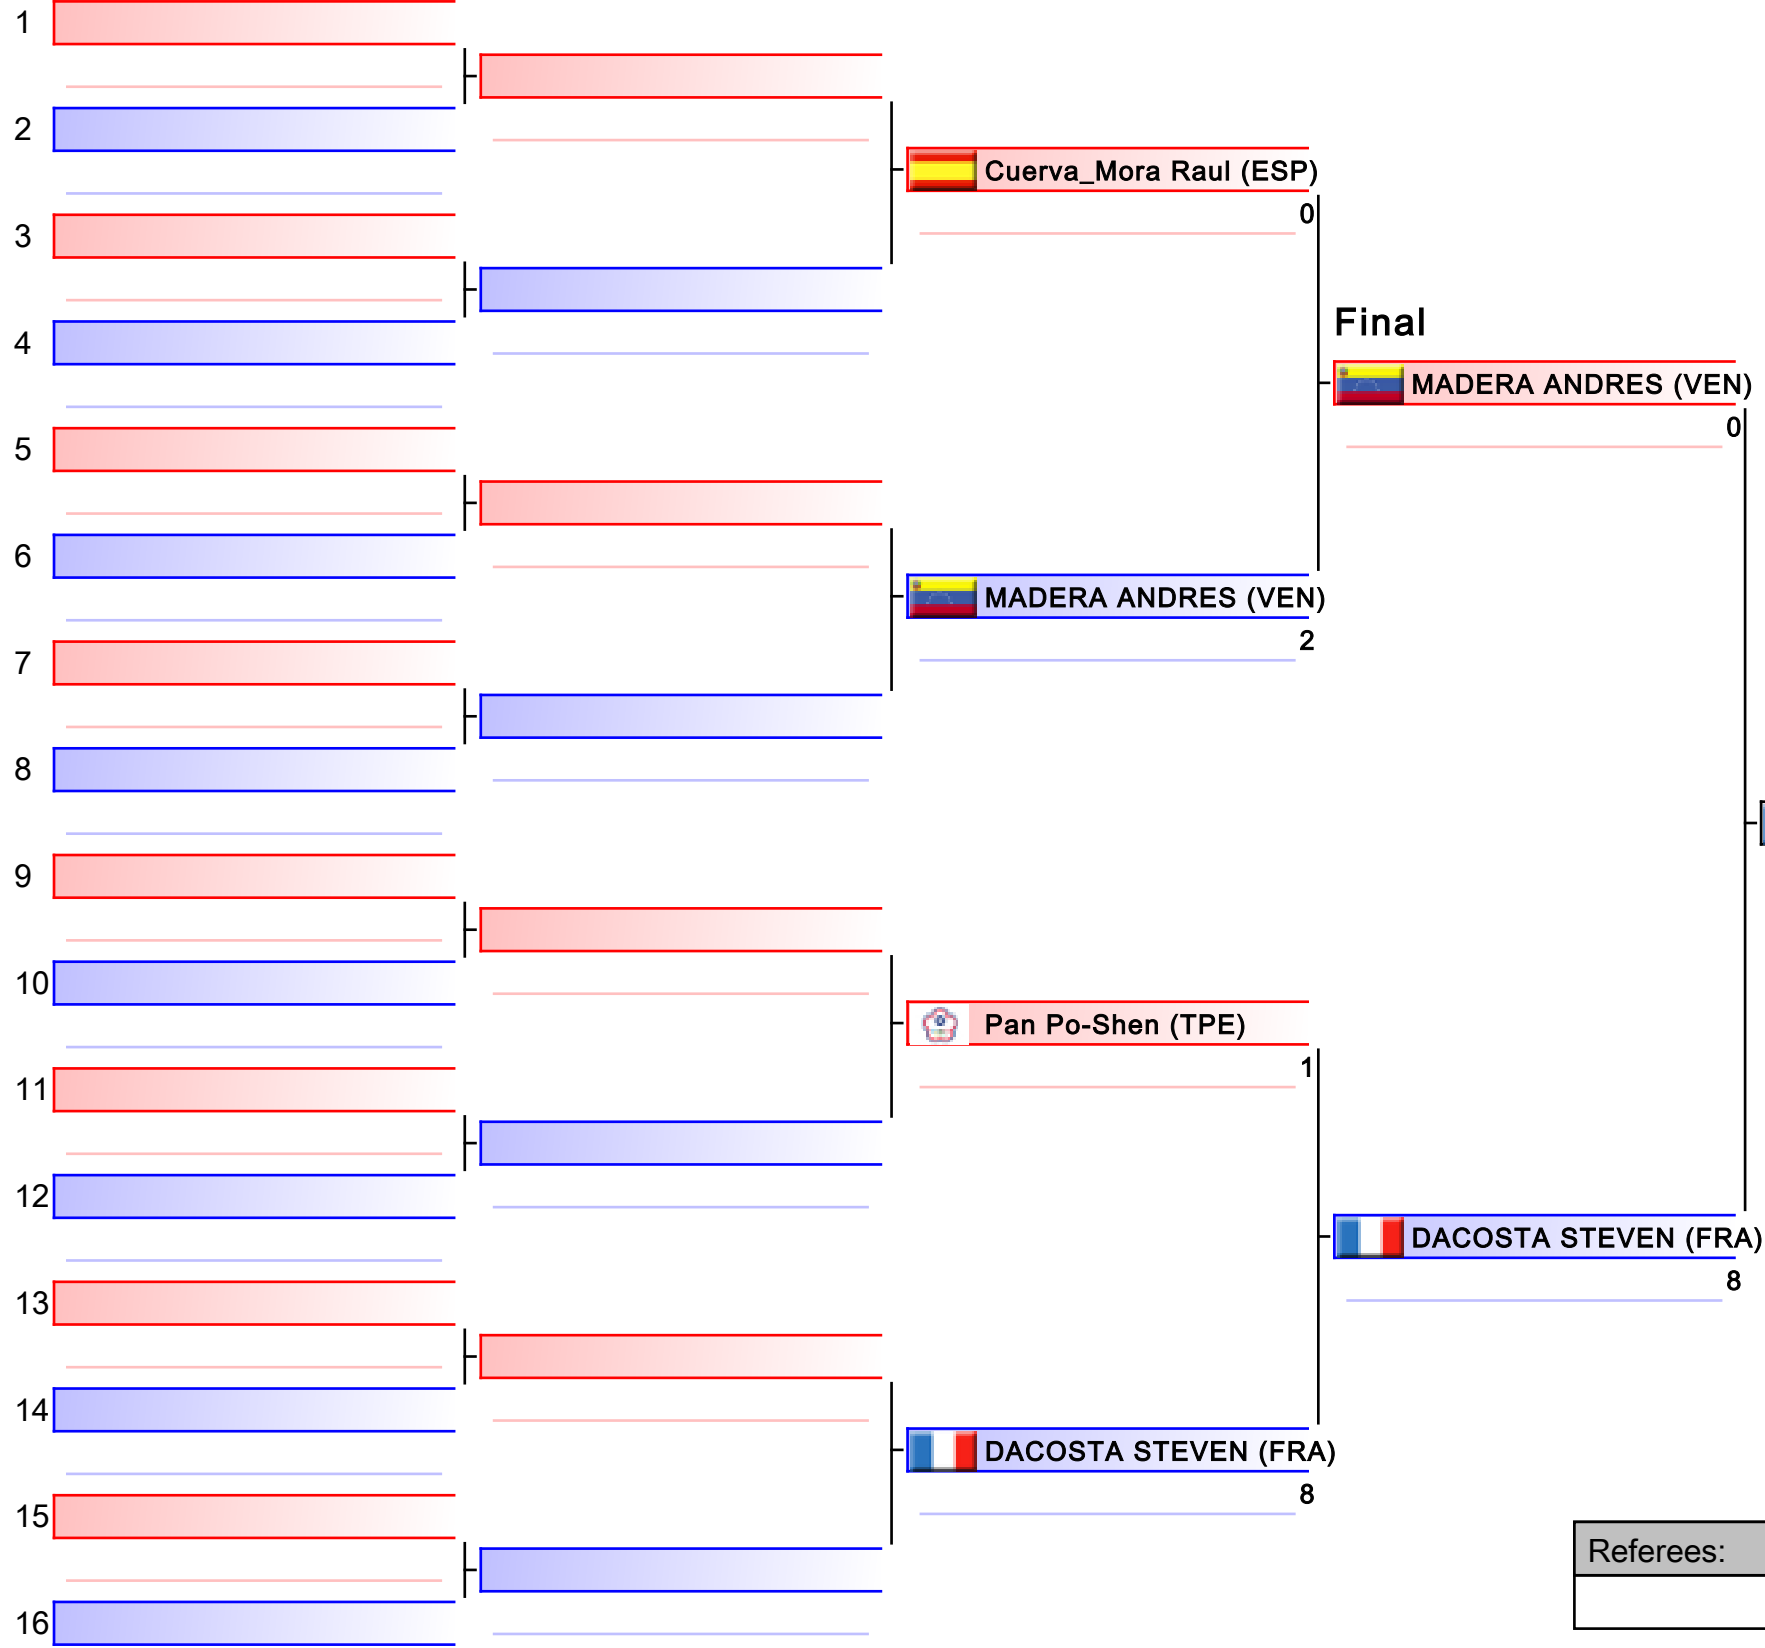 1
2
Cuerva_Mora Raul (ESP)
0
3
Final
4
MADERA ANDRES (VEN)
0
5
6
MADERA ANDRES (VEN)
2
7
8
9
10
Pan Po-Shen (TPE)
1
11
12
DACOSTA STEVEN (FRA)
8
13
14
DACOSTA STEVEN (FRA)
8
15
Referees:
16